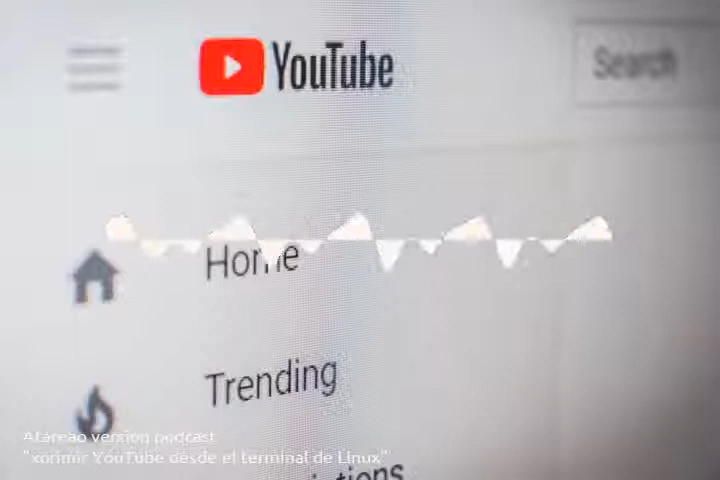 YouTube
Search
Home
Trending
Atareao version podcast
YouTube desde el terminal de Linux"